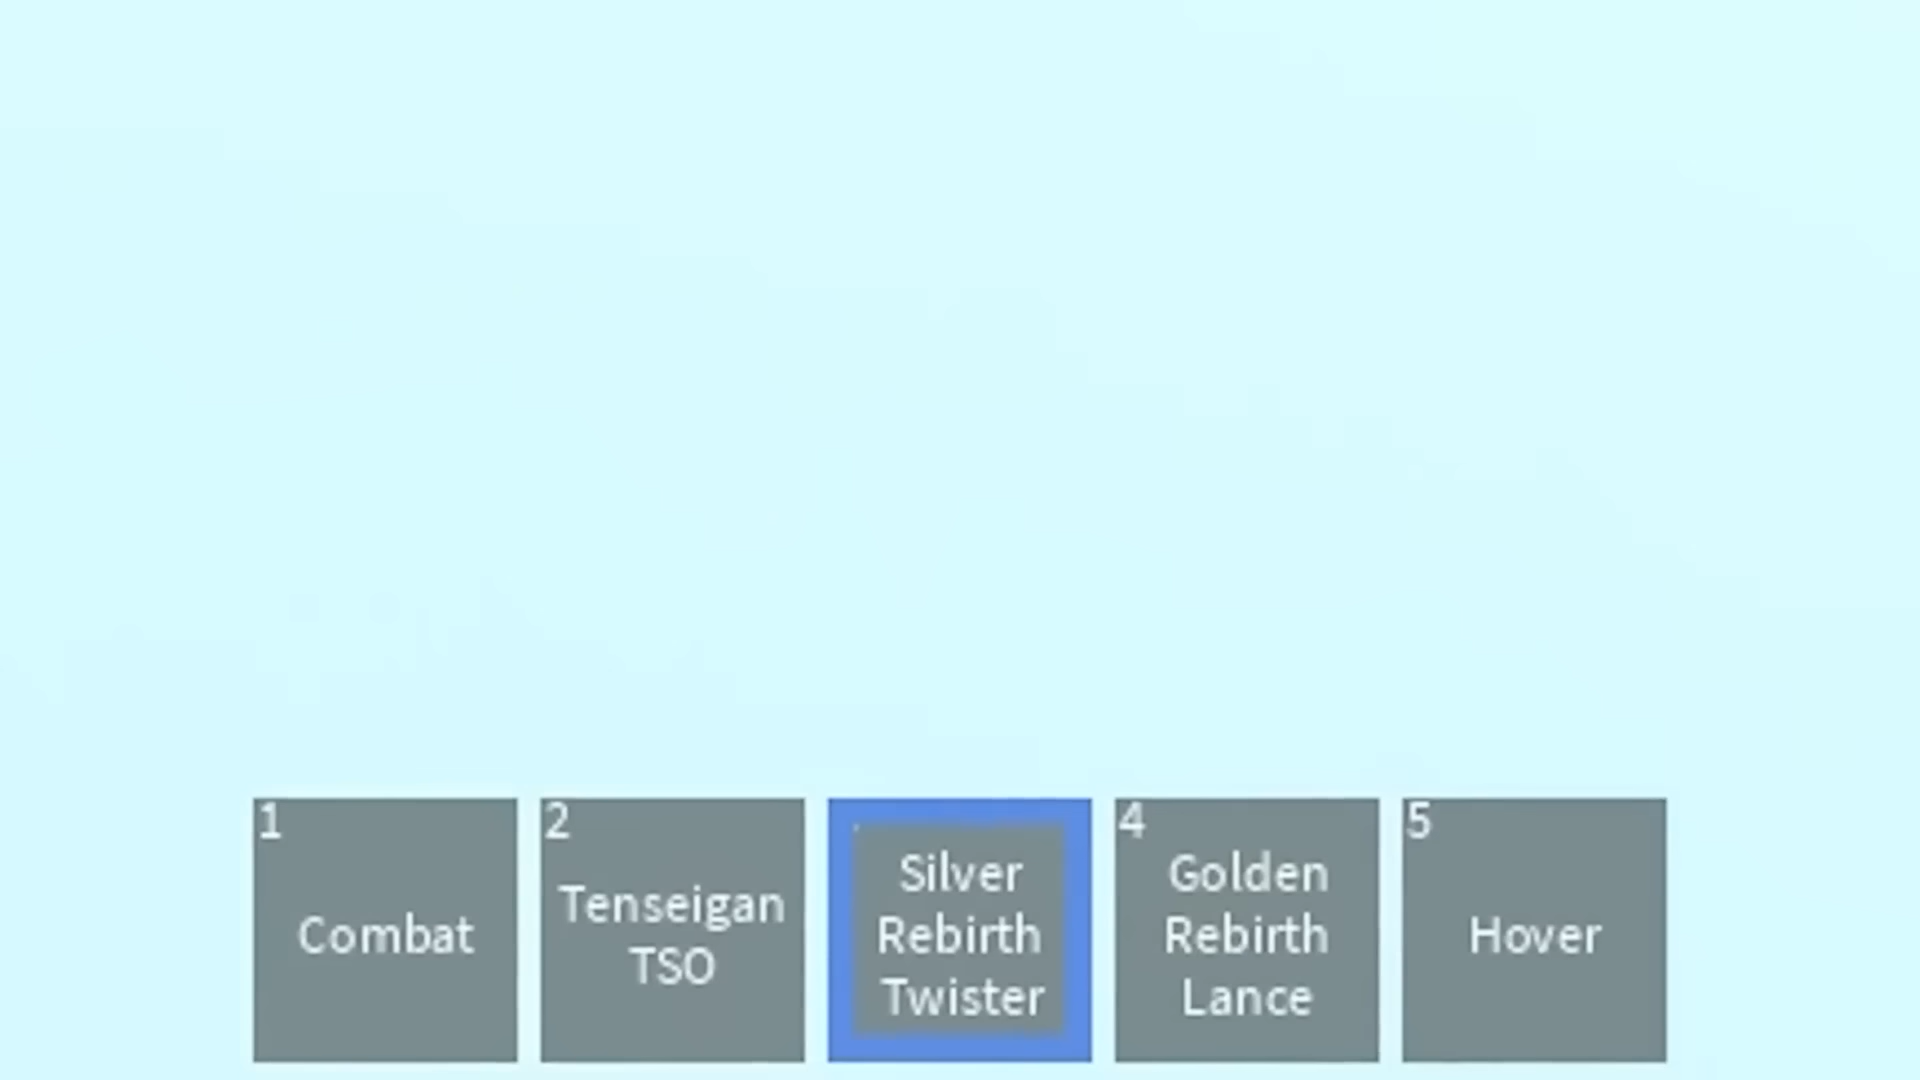 1
Combat
2
Tenseigan
TSO
Silver
Rebirth
Twister
4
Golden
Rebirth
Lance
5
Hover